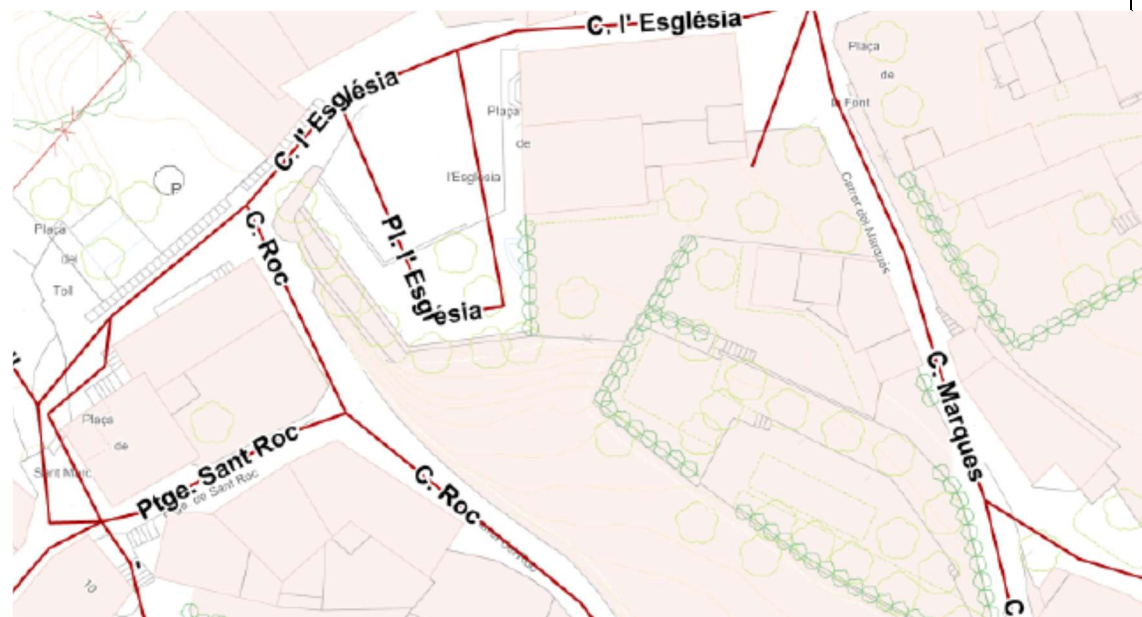 C. l' Església
Plaça
de
la Font
C. l' Església
Plaça
de
l'Església
P
Carrer del Marquès
C. Roc
Pl. l' Església
Plaça
del
Toll
C. Marques
Plaça
de
Sant Marc
Ptge. Sant Roc
de Sant Roc
C. Roc
10
C